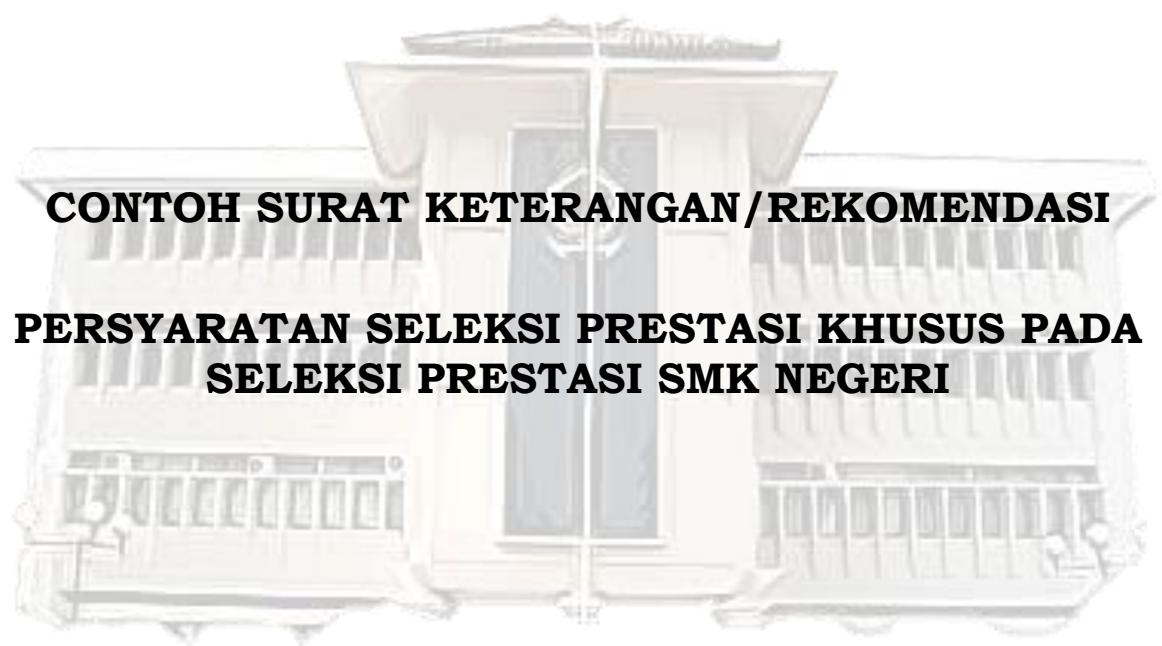 CONTOH SURAT KETERANGAN/REKOMENDASI
PERSYARATAN SELEKSI PRESTASI KHUSUS PADA
SELEKSI PRESTASI SMK NEGERI